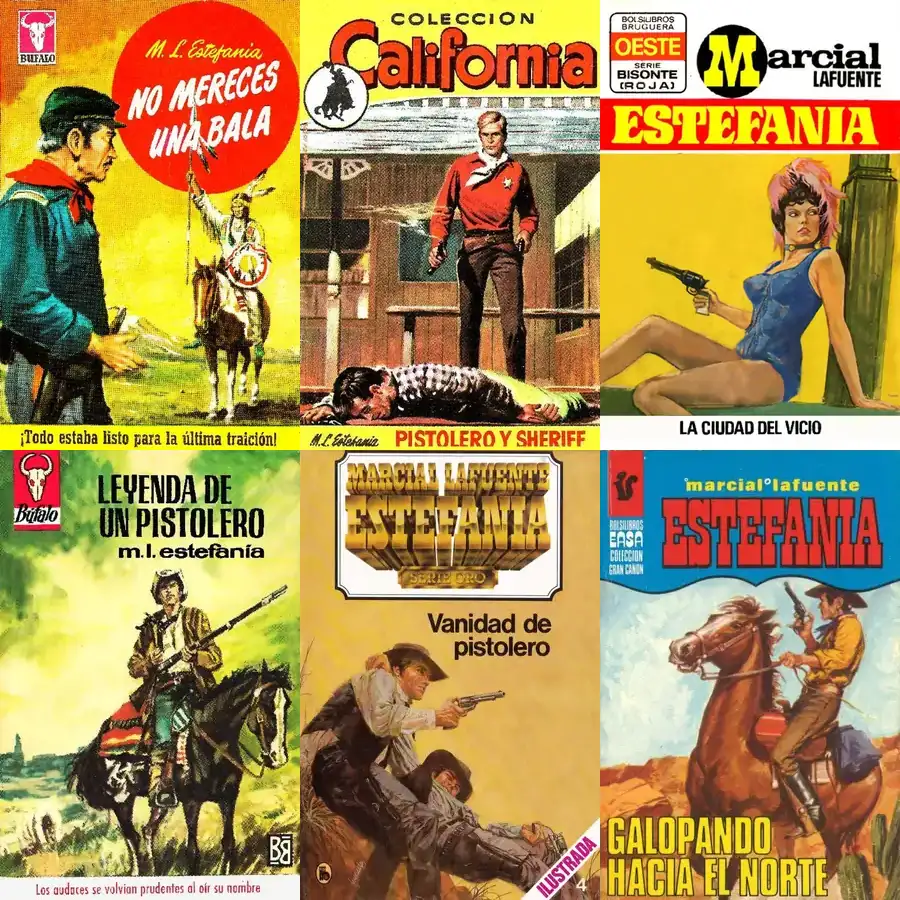 BUFALO
M. L. Estefanía
NO MERECES
UNA BALA
¡Todo estaba listo para la última traición!
COLECCION
California
M.L. Estefanía
PISTOLERO Y SHERIFF
BOLSILIBROS
BRUGUERA
OESTE
SERIE
BISONTE
(ROJA)
Marcial
LAFUENTE
ESTEFANIA
LA CIUDAD DEL VICIO
Búfalo
LEYENDA DE
UN PISTOLERO
m.l. estefanía
BB
Los audaces se volvían prudentes al oír su nombre
MARCIAL LAFUENTE
ESTEFANIA
SERIE ORO
Vanidad de
pistolero
ILUSTRADA
4
marcial lafuente
ESTEFANIA
BOLSILIBROS
EASA
COLECCION
GRAN CAÑON
GALOPANDO
HACIA EL NORTE